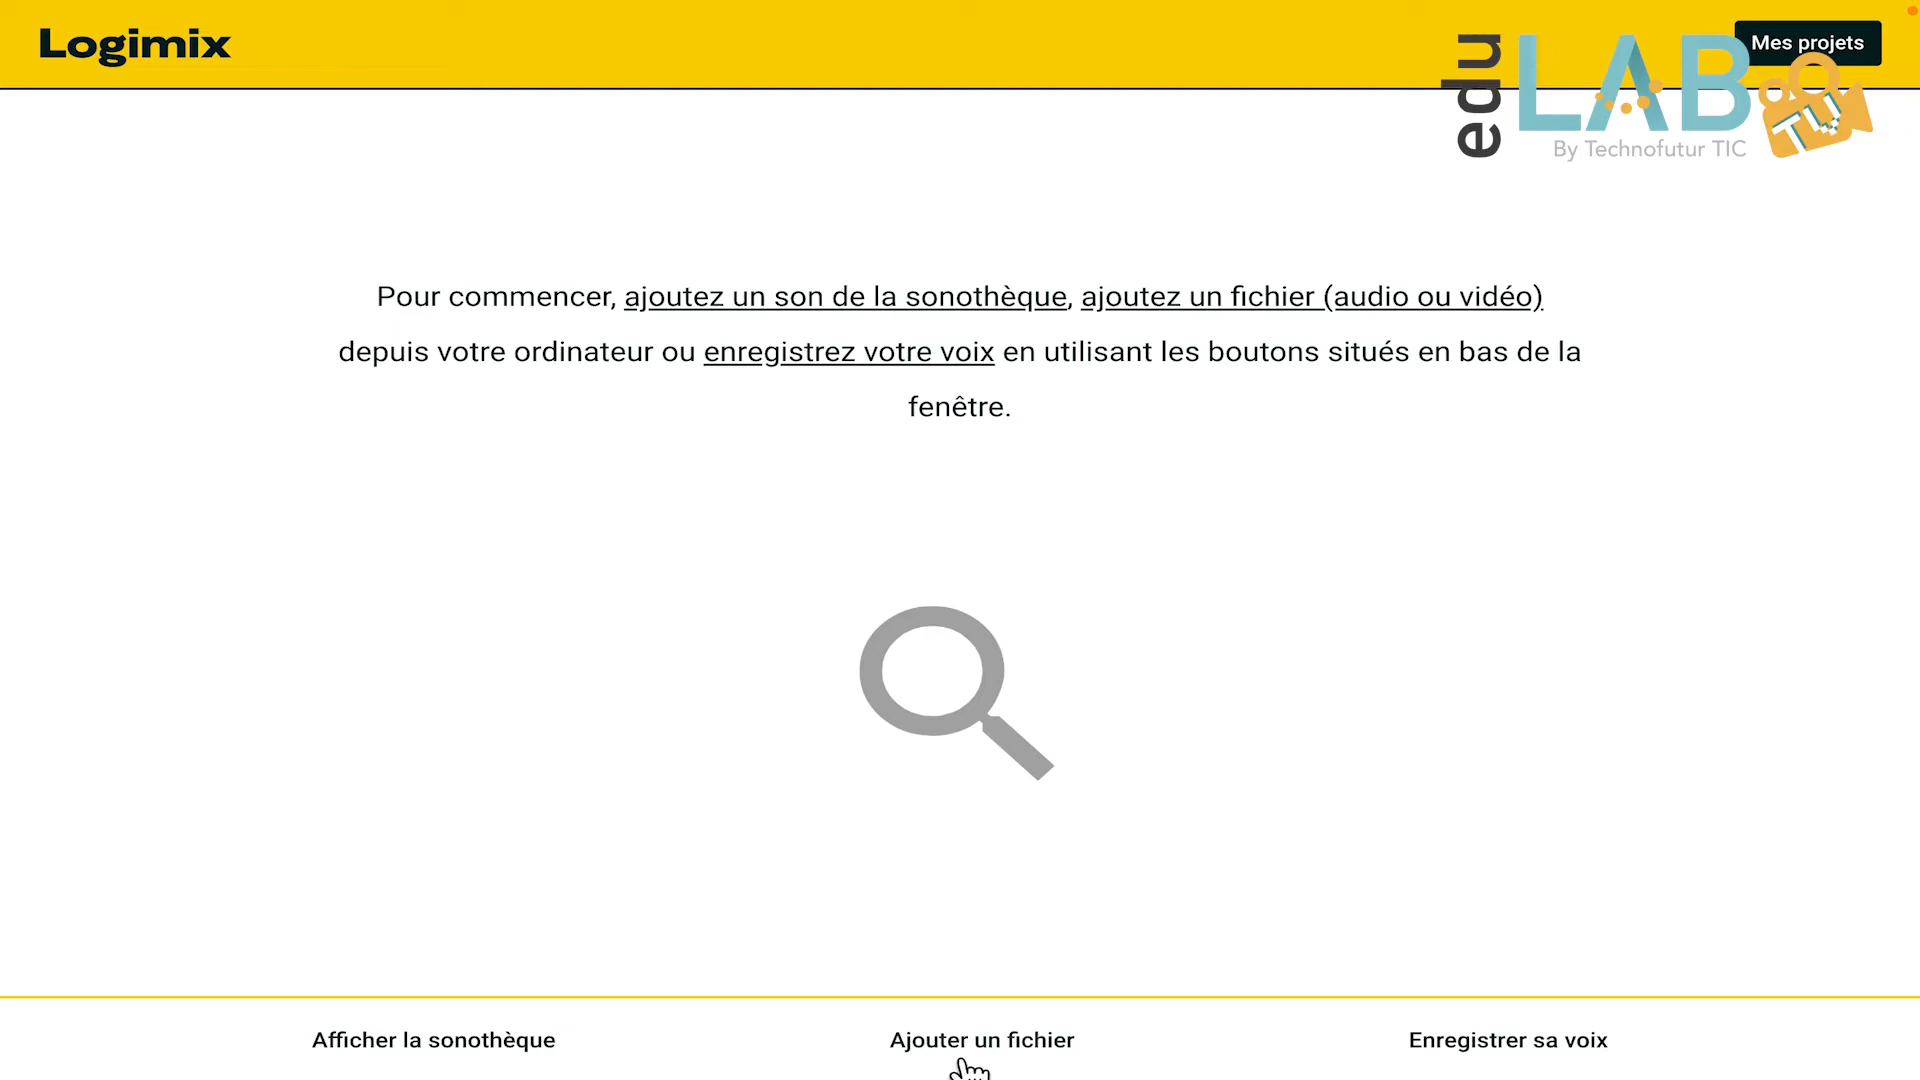 Logimix
Mes projets
edu LAB TV
By Technofutur TIC
Pour commencer, ajoutez un son de la sonothèque, ajoutez un fichier (audio ou vidéo)
depuis votre ordinateur ou enregistrez votre voix en utilisant les boutons situés en bas de la
fenêtre.
Afficher la sonothèque
Ajouter un fichier
Enregistrer sa voix